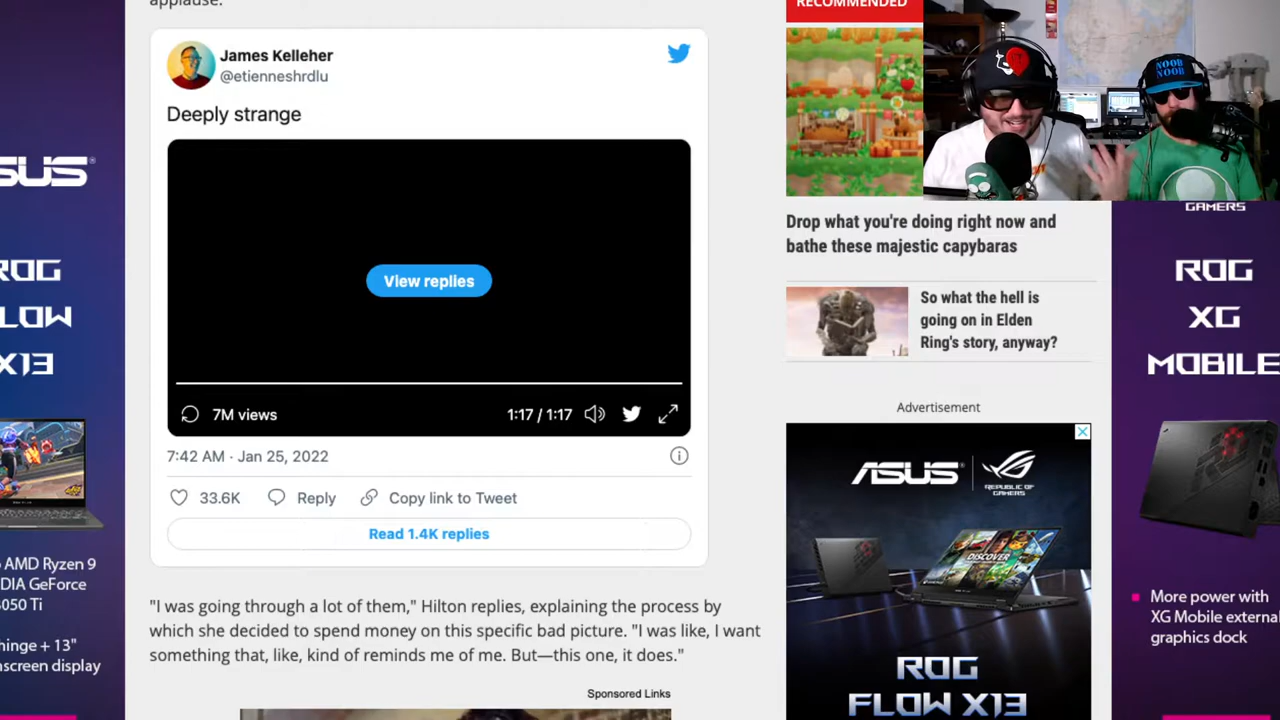 applause.
James Kelleher
@etienneshrdlu
Deeply strange
View replies
7M views
1:17 / 1:17
7:42 AM · Jan 25, 2022
33.6K
Reply
Copy link to Tweet
Read 1.4K replies
"I was going through a lot of them," Hilton replies, explaining the process by
which she decided to spend money on this specific bad picture. "I was like, I want
something that, like, kind of reminds me of me. But—this one, it does."
Sponsored Links
RECOMMENDED
Drop what you're doing right now and
bathe these majestic capybaras
So what the hell is
going on in Elden
Ring's story, anyway?
Advertisement
ASUS
REPUBLIC OF
GAMERS
DISCOVER
ROG
FLOW X13
NOOB
NOOB
SUS
ROG
LOW
X13
AMD Ryzen 9
DIA GeForce
050 Ti
hinge + 13"
nscreen display
GAMERS
ROG
XG
MOBILE
More power with
XG Mobile external
graphics dock